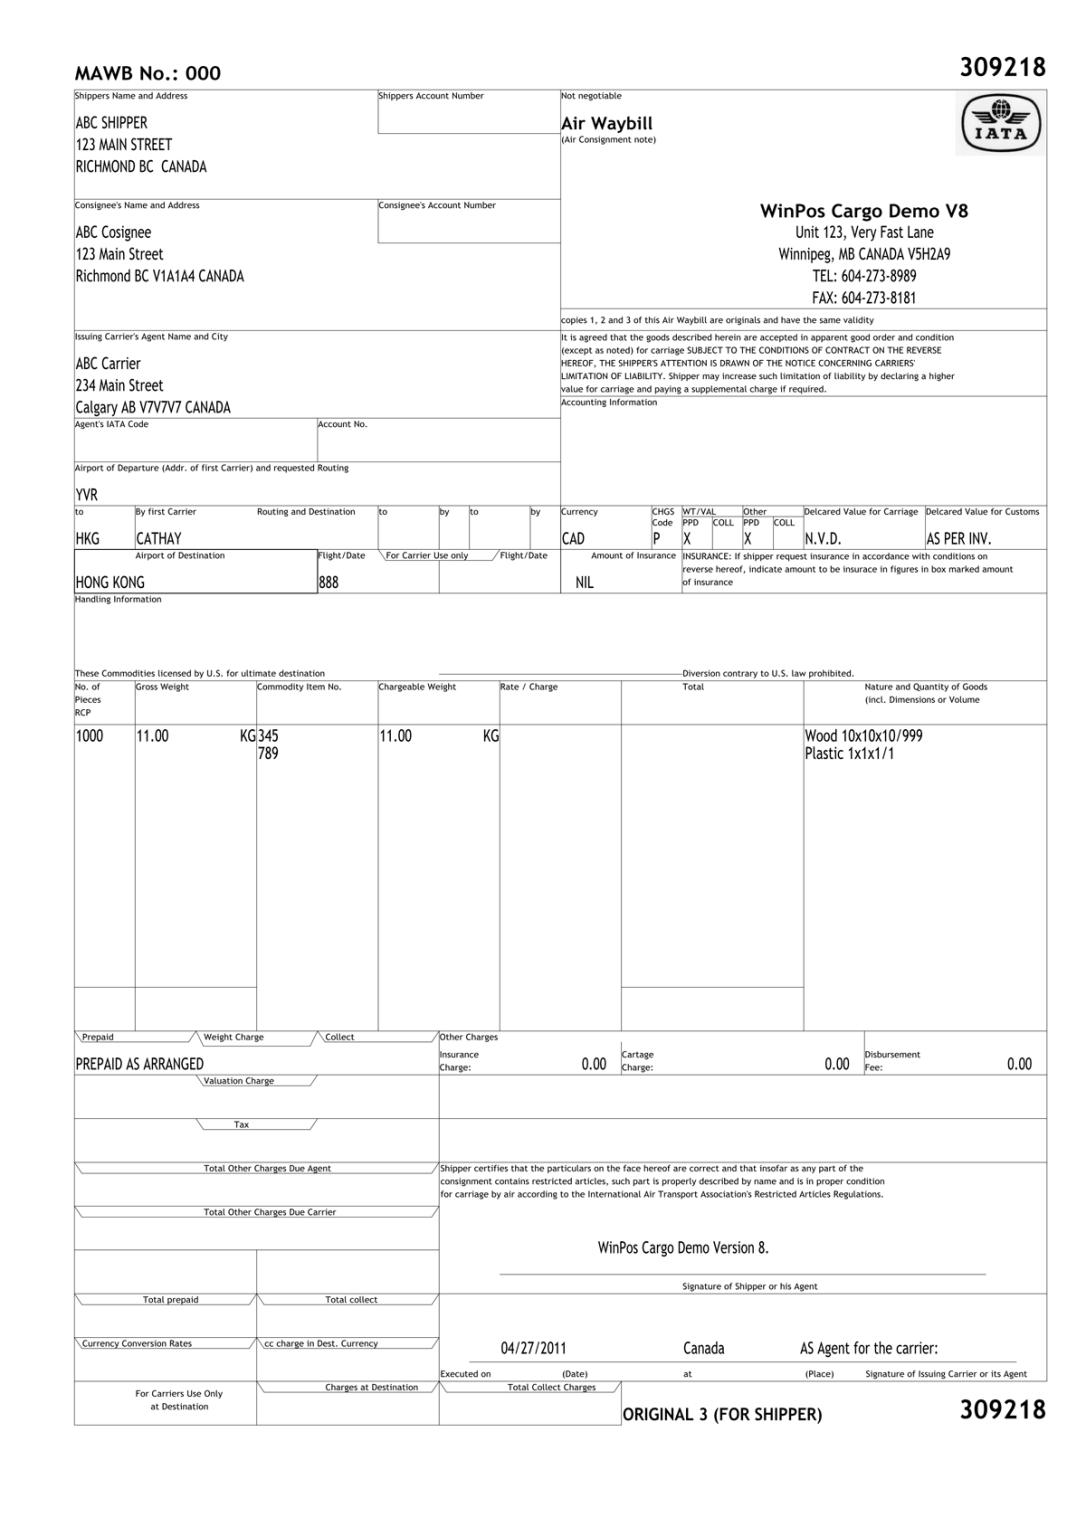 MAWB No.: 000
309218
Shippers Name and Address
Shippers Account Number
Not negotiable
ABC SHIPPER
123 MAIN STREET
RICHMOND BC  CANADA
Air Waybill
(Air Consignment note)
IATA
Consignee's Name and Address
Consignee's Account Number
ABC Cosignee
123 Main Street
Richmond BC V1A1A4 CANADA
WinPos Cargo Demo V8
Unit 123, Very Fast Lane
Winnipeg, MB CANADA V5H2A9
TEL: 604-273-8989
FAX: 604-273-8181
copies 1, 2 and 3 of this Air Waybill are originals and have the same validity
Issuing Carrier's Agent Name and City
ABC Carrier
234 Main Street
Calgary AB V7V7V7 CANADA
It is agreed that the goods described herein are accepted in apparent good order and condition
(except as noted) for carriage SUBJECT TO THE CONDITIONS OF CONTRACT ON THE REVERSE
HEREOF, THE SHIPPER'S ATTENTION IS DRAWN OF THE NOTICE CONCERNING CARRIERS'
LIMITATION OF LIABILITY. Shipper may increase such limitation of liability by declaring a higher
value for carriage and paying a supplemental charge if required.
Accounting Information
Agent's IATA Code
Account No.
Airport of Departure (Addr. of first Carrier) and requested Routing
YVR
to
By first Carrier
Routing and Destination
to
by
to
by
Currency
CHGS
Code
WT/VAL
PPD
COLL
Other
PPD
COLL
Delcared Value for Carriage
Delcared Value for Customs
HKG
CATHAY
CAD
P
X
X
N.V.D.
AS PER INV.
Airport of Destination
Flight/Date
For Carrier Use only
Flight/Date
Amount of Insurance
INSURANCE: If shipper request insurance in accordance with conditions on
reverse hereof, indicate amount to be insurace in figures in box marked amount
of insurance
HONG KONG
888
NIL
Handling Information
These Commodities licensed by U.S. for ultimate destination
Diversion contrary to U.S. law prohibited.
No. of
Pieces
RCP
Gross Weight
Commodity Item No.
Chargeable Weight
Rate / Charge
Total
Nature and Quantity of Goods
(incl. Dimensions or Volume
1000
11.00
KG
345
11.00
KG
Wood 10x10x10/999
789
Plastic 1x1x1/1
Prepaid
Weight Charge
Collect
Other Charges
PREPAID AS ARRANGED
Insurance
Charge:
0.00
Cartage
Charge:
0.00
Disbursement
Fee:
0.00
Valuation Charge
Tax
Total Other Charges Due Agent
Shipper certifies that the particulars on the face hereof are correct and that insofar as any part of the
consignment contains restricted articles, such part is properly described by name and is in proper condition
for carriage by air according to the International Air Transport Association's Restricted Articles Regulations.
Total Other Charges Due Carrier
WinPos Cargo Demo Version 8.
Signature of Shipper or his Agent
Total prepaid
Total collect
Currency Conversion Rates
cc charge in Dest. Currency
04/27/2011
Canada
AS Agent for the carrier:
Executed on
(Date)
at
(Place)
Signature of Issuing Carrier or its Agent
For Carriers Use Only
at Destination
Charges at Destination
Total Collect Charges
ORIGINAL 3 (FOR SHIPPER)
309218